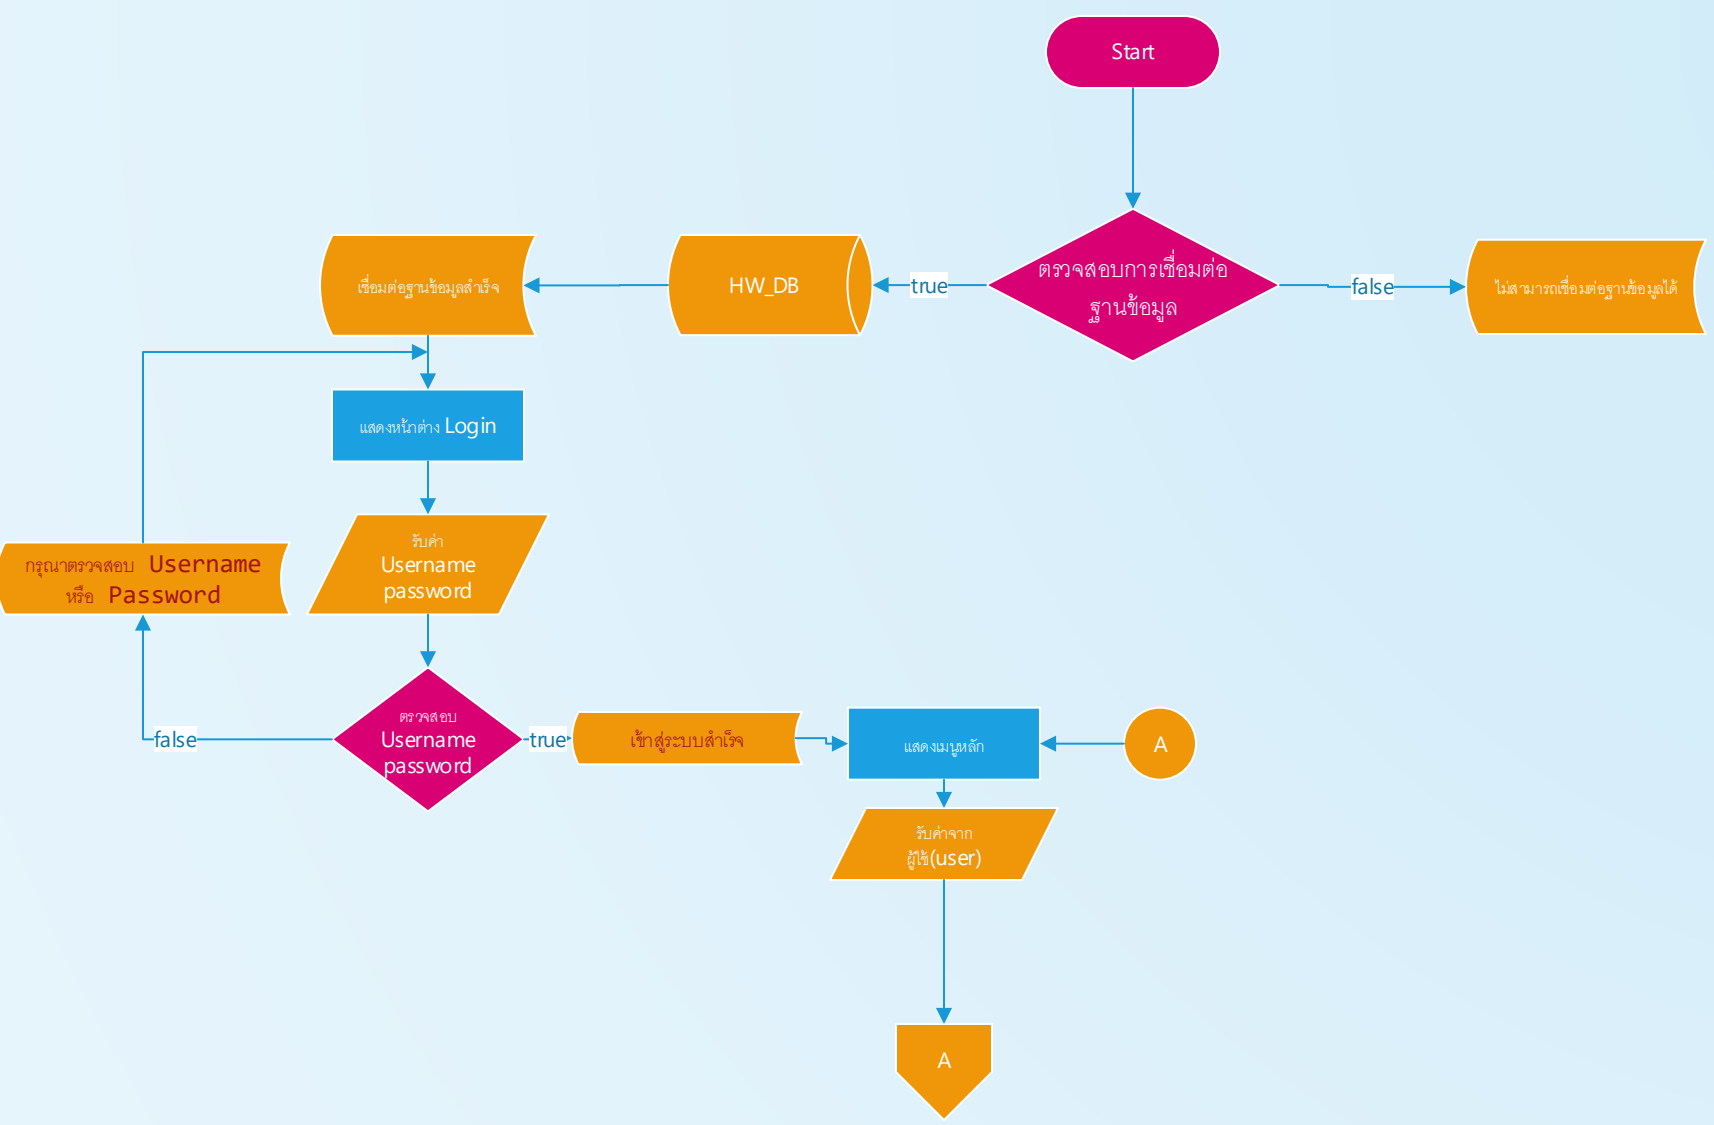 Start
ตรวจสอบการเชื่อมต่อ
ฐานข้อมูล
true
false
HW_DB
เชื่อมต่อฐานข้อมูลสำเร็จ
ไม่สามารถเชื่อมต่อฐานข้อมูลได้
แสดงหน้าต่าง Login
รับค่า
Username
password
กรุณาตรวจสอบ Username
หรือ Password
ตรวจสอบ
Username
password
false
true
เข้าสู่ระบบสำเร็จ
แสดงเมนูหลัก
A
รับค่าจาก
ผู้ใช้(user)
A